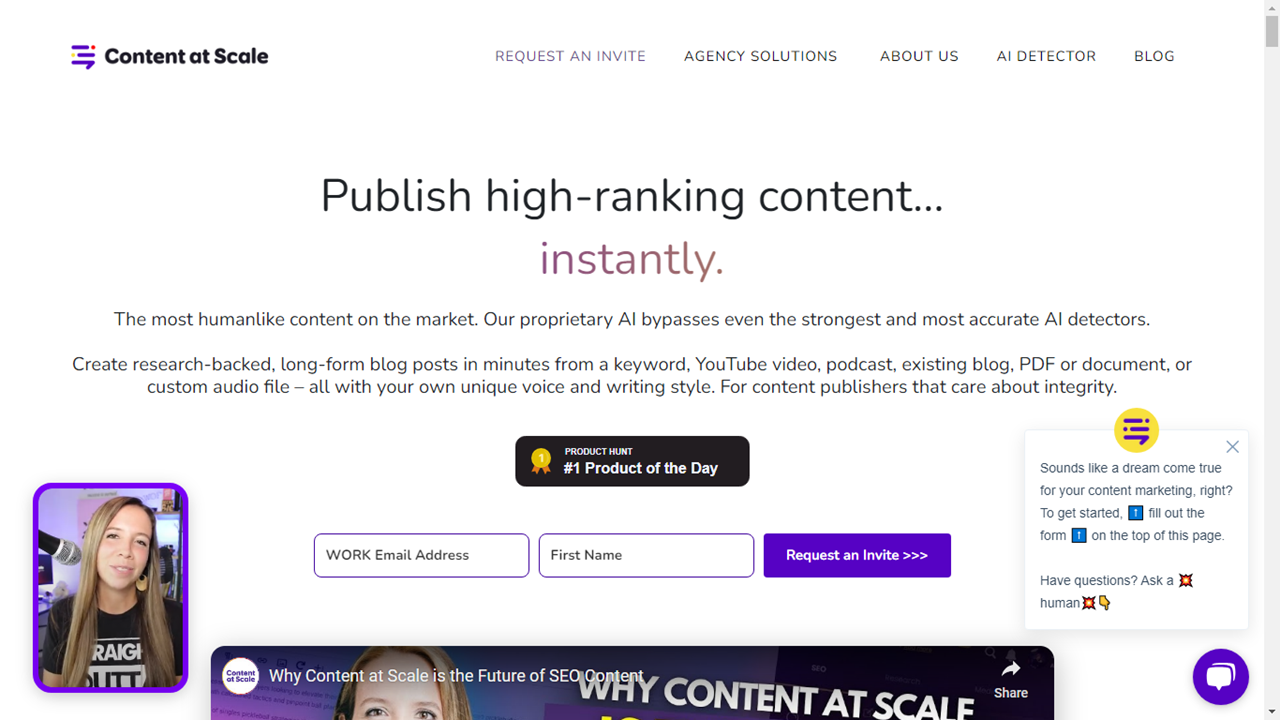 Content at Scale
REQUEST AN INVITE
AGENCY SOLUTIONS
ABOUT US
AI DETECTOR
BLOG
Publish high-ranking content...
instantly.
The most humanlike content on the market. Our proprietary AI bypasses even the strongest and most accurate AI detectors.
Create research-backed, long-form blog posts in minutes from a keyword, YouTube video, podcast, existing blog, PDF or document, or
custom audio file – all with your own unique voice and writing style. For content publishers that care about integrity.
PRODUCT HUNT
1
#1 Product of the Day
WORK Email Address
First Name
Request an Invite >>>
Sounds like a dream come true
for your content marketing, right?
To get started, ⬆️ fill out the
form ⬆️ on the top of this page.
Have questions? Ask a 💥
human💥👇
Content
at Scale
Why Content at Scale is the Future of SEO Content
Share
SEO
WHY CONTENT AT SCALE